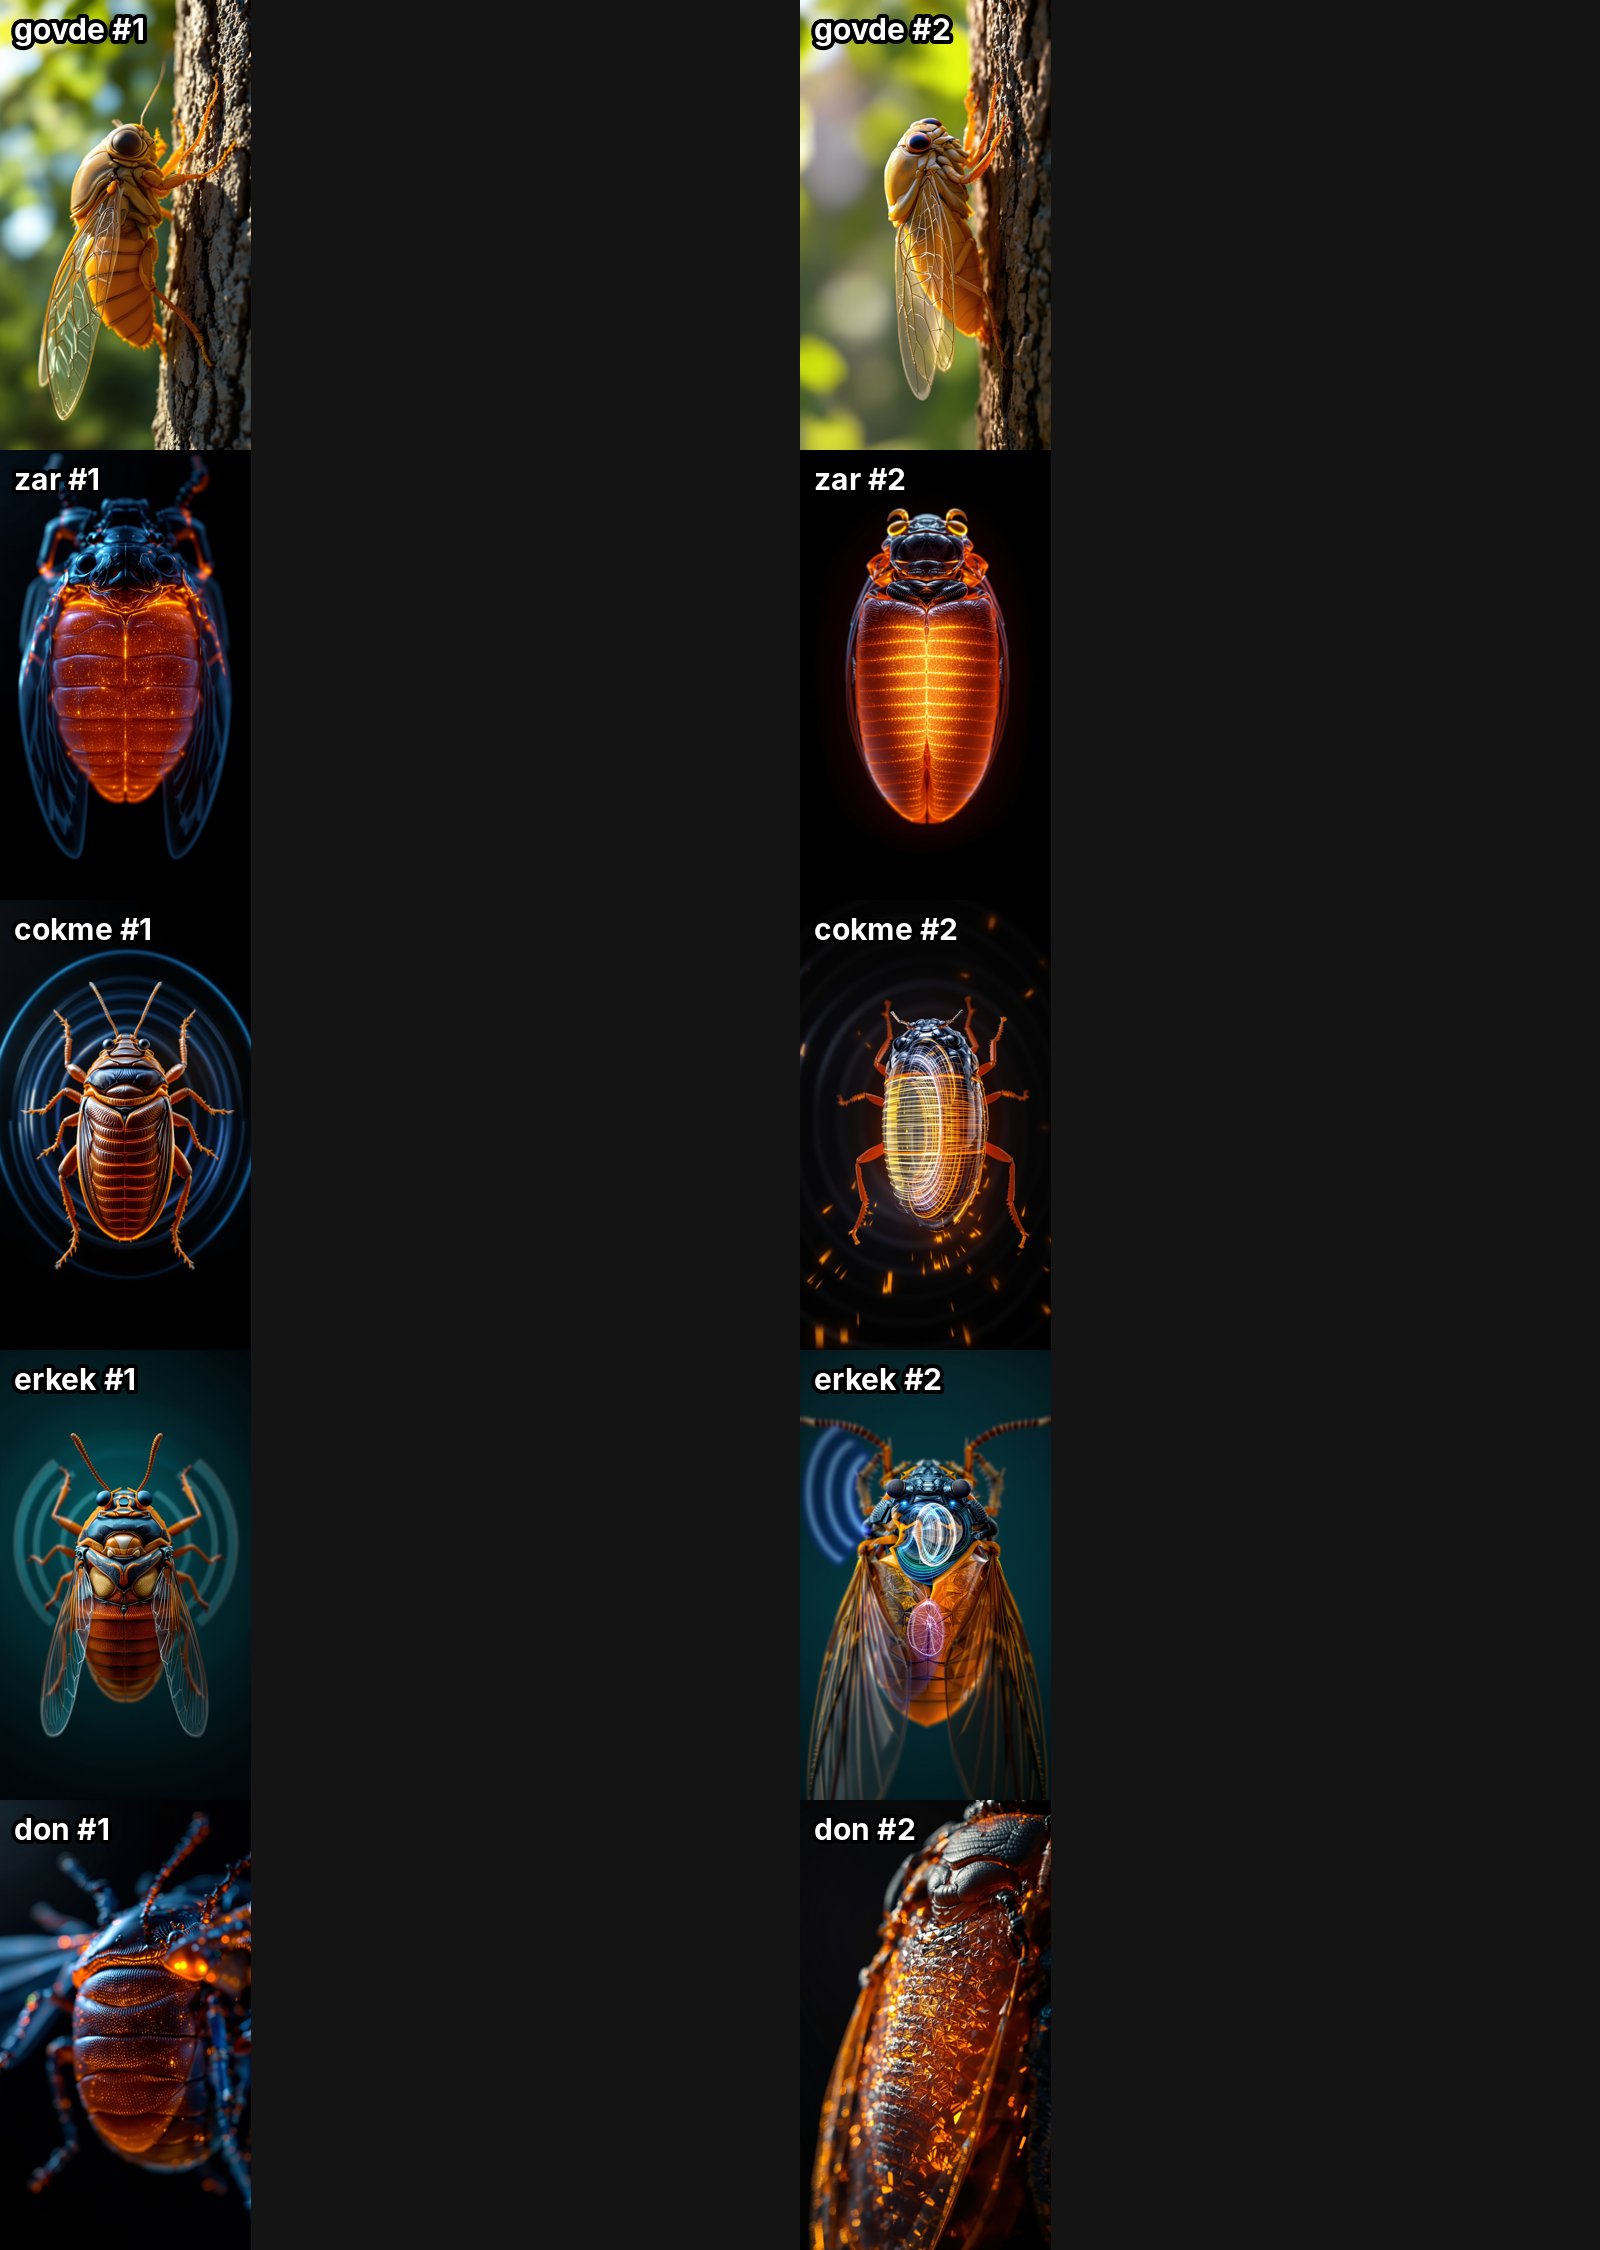 govde #1
govde #2
zar #1
zar #2
cokme #1
cokme #2
erkek #1
erkek #2
don #1
don #2